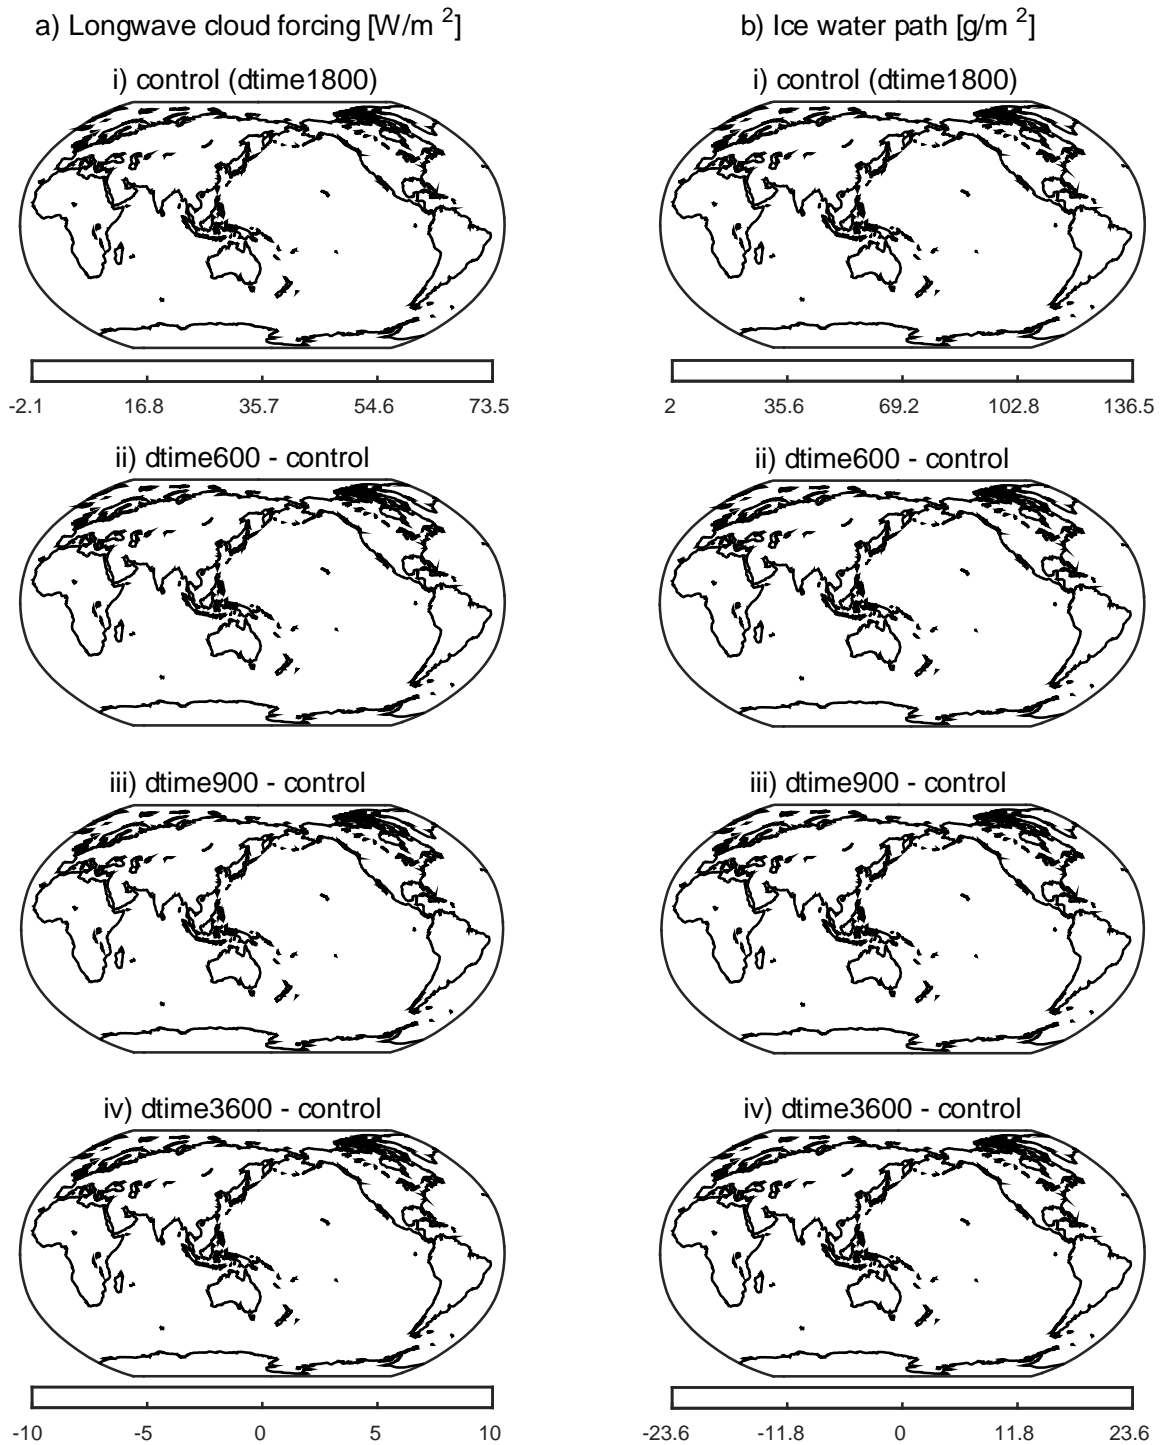 a) Longwave cloud forcing [W/m 2]
b) Ice water path [g/m 2]
i) control (dtime1800)
i) control (dtime1800)
-2.1 16.8 35.7 54.6 73.5
2 35.6 69.2 102.8 136.5
ii) dtime600 - control
ii) dtime600 - control
iii) dtime900 - control
iii) dtime900 - control
iv) dtime3600 - control
iv) dtime3600 - control
-10 -5 0 5 10
-23.6 -11.8 0 11.8 23.6